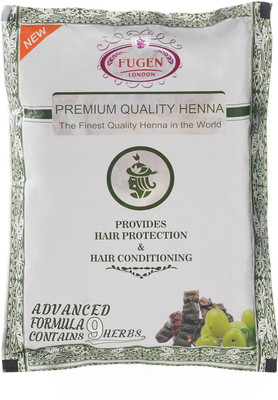 NEW
FUGEN
LONDON
PREMIUM QUALITY HENNA
The Finest Quality Henna in the World
PROVIDES
HAIR PROTECTION
&
HAIR CONDITIONING
ADVANCED
FORMULA
CONTAINS 9 HERBS